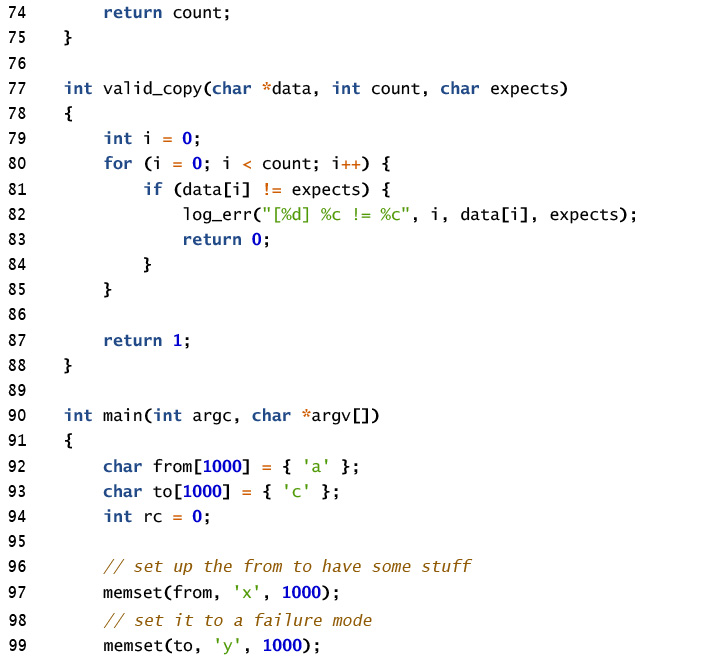 74        return count;
75    }
76
77    int valid_copy(char *data, int count, char expects)
78    {
79        int i = 0;
80        for (i = 0; i < count; i++) {
81            if (data[i] != expects) {
82                log_err("[%d] %c != %c", i, data[i], expects);
83                return 0;
84            }
85        }
86
87        return 1;
88    }
89
90    int main(int argc, char *argv[])
91    {
92        char from[1000] = { 'a' };
93        char to[1000] = { 'c' };
94        int rc = 0;
95
96        // set up the from to have some stuff
97        memset(from, 'x', 1000);
98        // set it to a failure mode
99        memset(to, 'y', 1000);